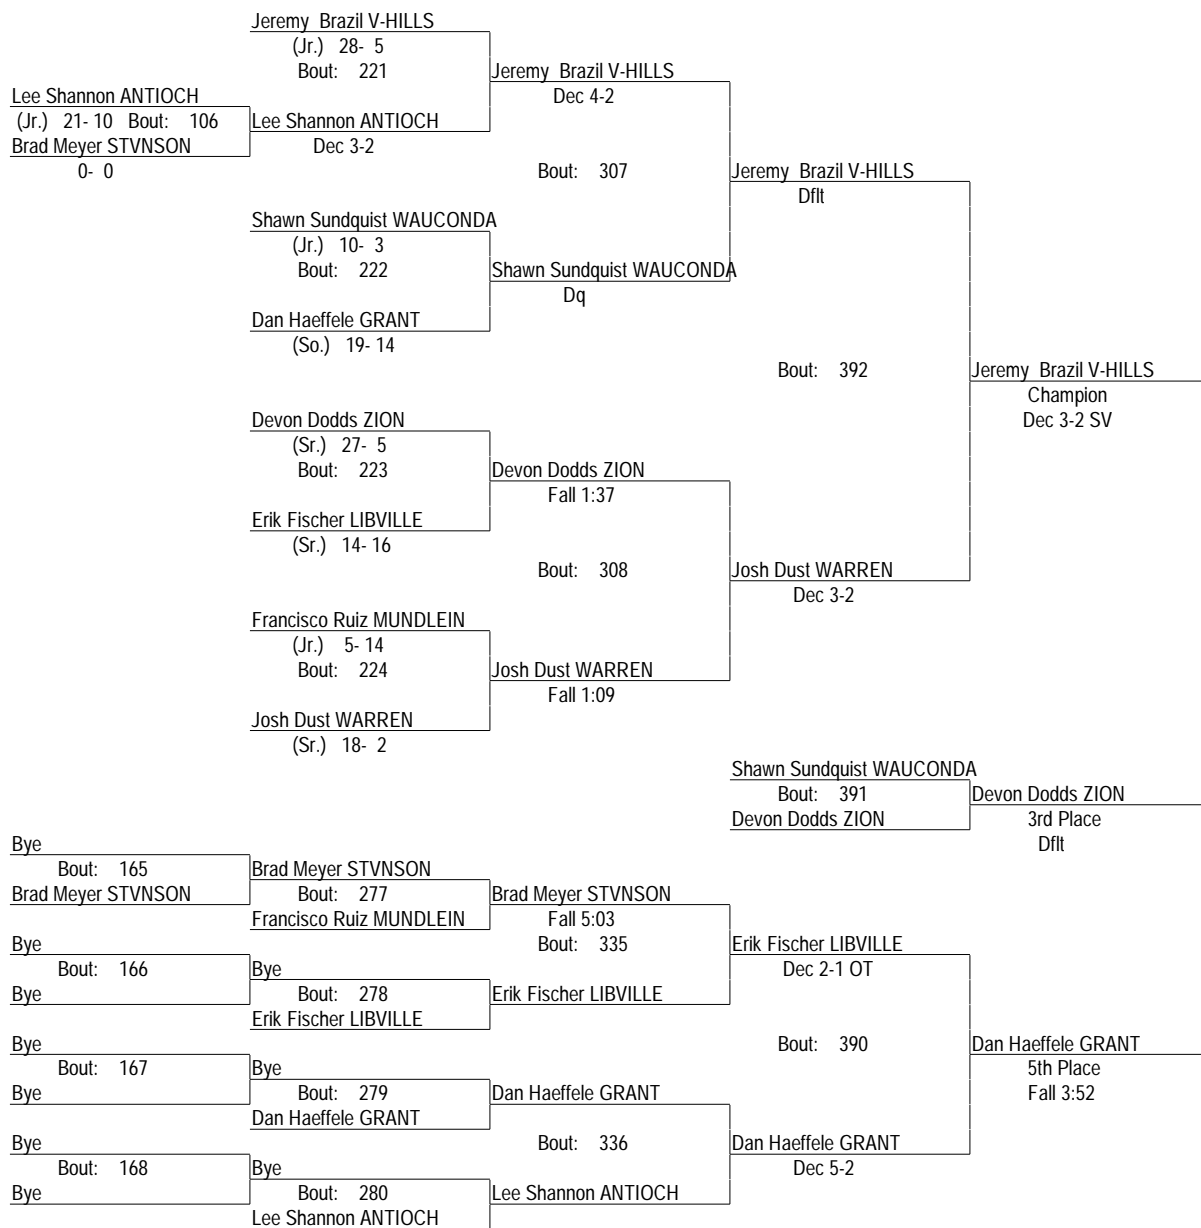 Jeremy  Brazil V-HILLS
(Jr.)  28-  5
Bout:  221
Jeremy  Brazil V-HILLS
Dec 4-2
Lee Shannon ANTIOCH
(Jr.)  21- 10  Bout:  106
Lee Shannon ANTIOCH
Dec 3-2
Brad Meyer STVNSON
0-  0
Bout:  307
Jeremy  Brazil V-HILLS
Dflt
Shawn Sundquist WAUCONDA
(Jr.)  10-  3
Bout:  222
Shawn Sundquist WAUCONDA
Dq
Dan Haeffele GRANT
(So.)  19- 14
Bout:  392
Jeremy  Brazil V-HILLS
Champion
Dec 3-2 SV
Devon Dodds ZION
(Sr.)  27-  5
Bout:  223
Devon Dodds ZION
Fall 1:37
Erik Fischer LIBVILLE
(Sr.)  14- 16
Bout:  308
Josh Dust WARREN
Dec 3-2
Francisco Ruiz MUNDLEIN
(Jr.)  5- 14
Bout:  224
Josh Dust WARREN
Fall 1:09
Josh Dust WARREN
(Sr.)  18-  2
Shawn Sundquist WAUCONDA
Bout:  391
Devon Dodds ZION
Devon Dodds ZION
3rd Place
Dflt
Bye
Bout:  165
Brad Meyer STVNSON
Brad Meyer STVNSON
Bout:  277
Brad Meyer STVNSON
Francisco Ruiz MUNDLEIN
Fall 5:03
Bye
Bout:  335
Erik Fischer LIBVILLE
Dec 2-1 OT
Bout:  166
Bye
Bye
Bout:  278
Erik Fischer LIBVILLE
Erik Fischer LIBVILLE
Bye
Bout:  390
Dan Haeffele GRANT
5th Place
Fall 3:52
Bout:  167
Bye
Bye
Bout:  279
Dan Haeffele GRANT
Dan Haeffele GRANT
Bye
Bout:  336
Dan Haeffele GRANT
Dec 5-2
Bout:  168
Bye
Bye
Bout:  280
Lee Shannon ANTIOCH
Lee Shannon ANTIOCH